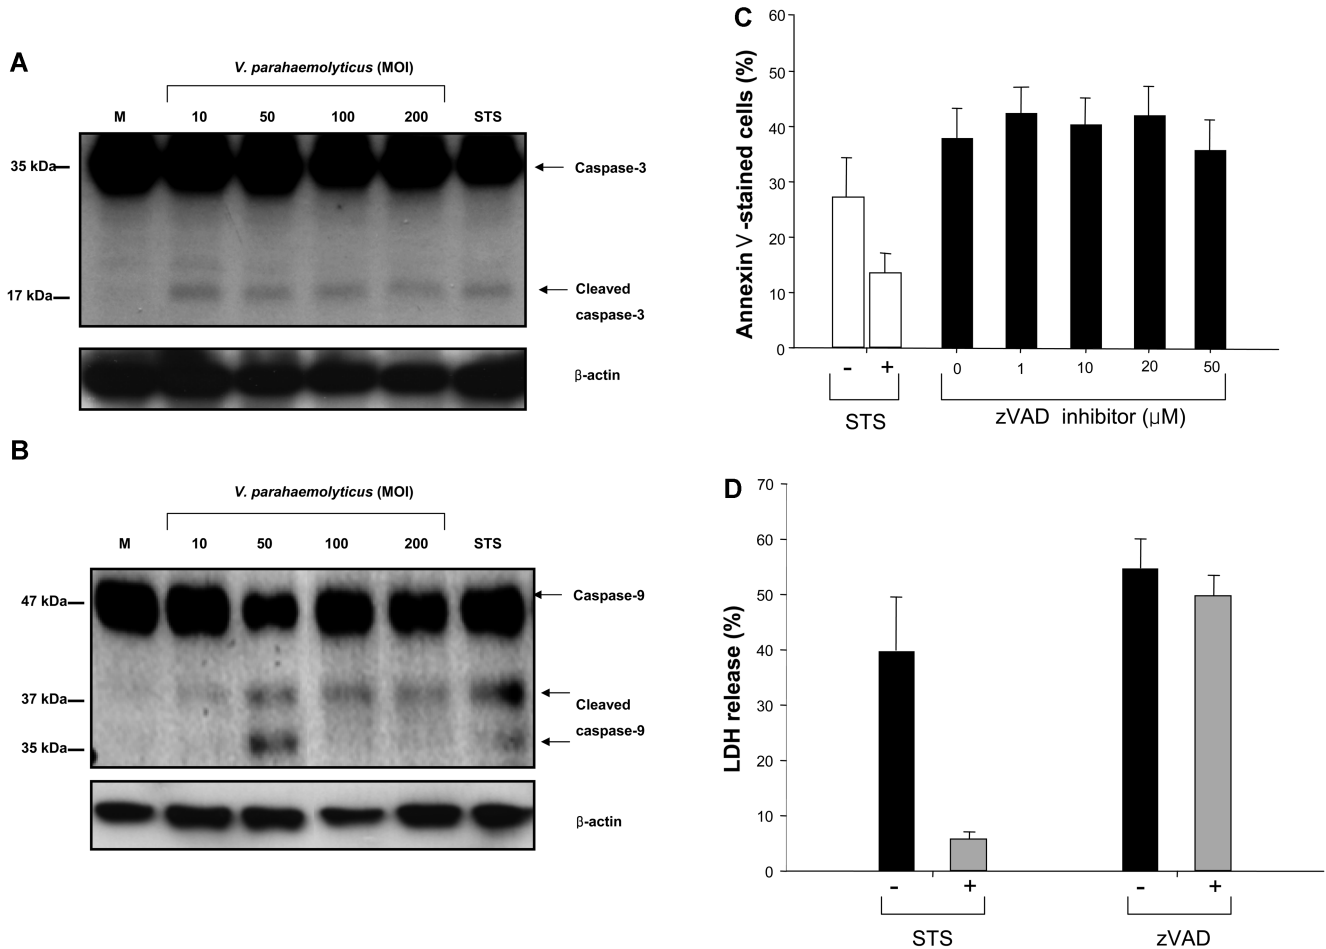 A
V. parahaemolyticus (MOI)
M 10 50 100 200 STS
35 kDa
Caspase-3
17 kDa
Cleaved
caspase-3
β-actin
B
V. parahaemolyticus (MOI)
M 10 50 100 200 STS
47 kDa
Caspase-9
37 kDa
Cleaved
caspase-9
35 kDa
β-actin
C
Annexin V-stained cells (%)
60
50
40
30
20
10
0
- + 0 1 10 20 50
STS zVAD inhibitor (μM)
D
LDH release (%)
70
60
50
40
30
20
10
0
- + - +
STS zVAD